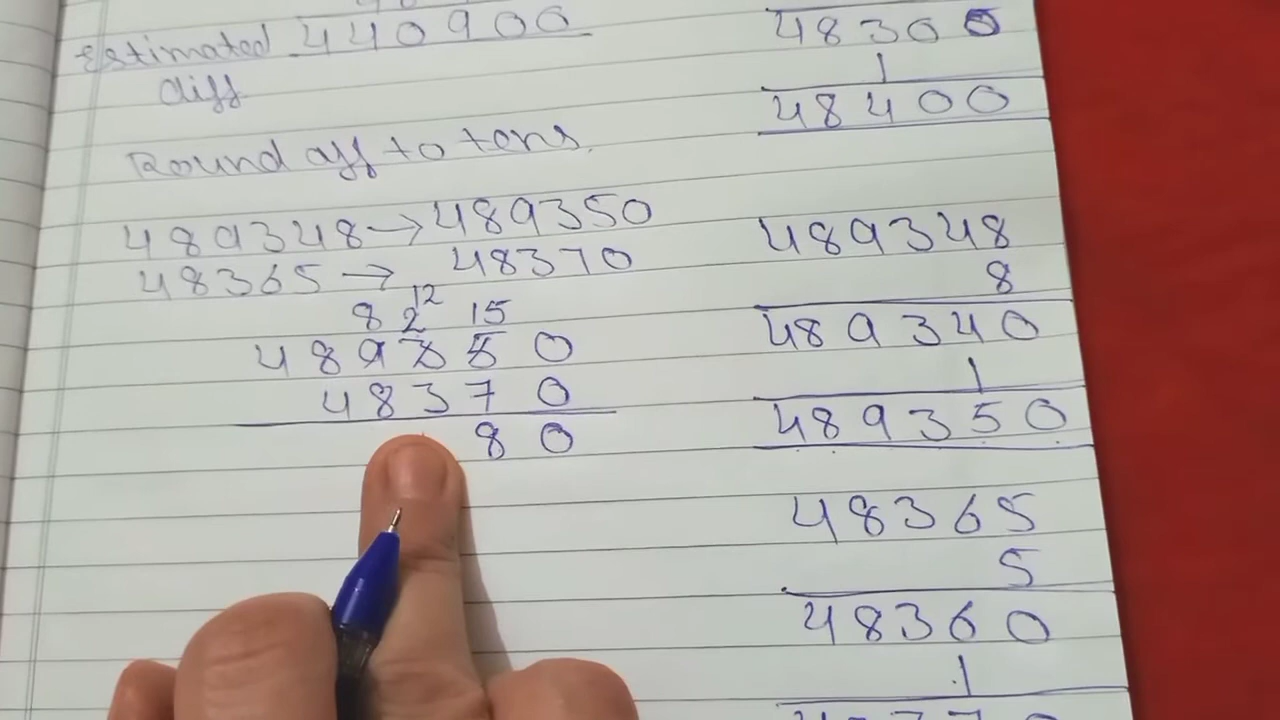 Estimated 440900
diff
Round off to tens.
489348 → 489350
48365 → 48370
12
8 2 15
489350
48370
80
48300
1
48400
489348
8
489340
1
489350
48365
5
48360
1